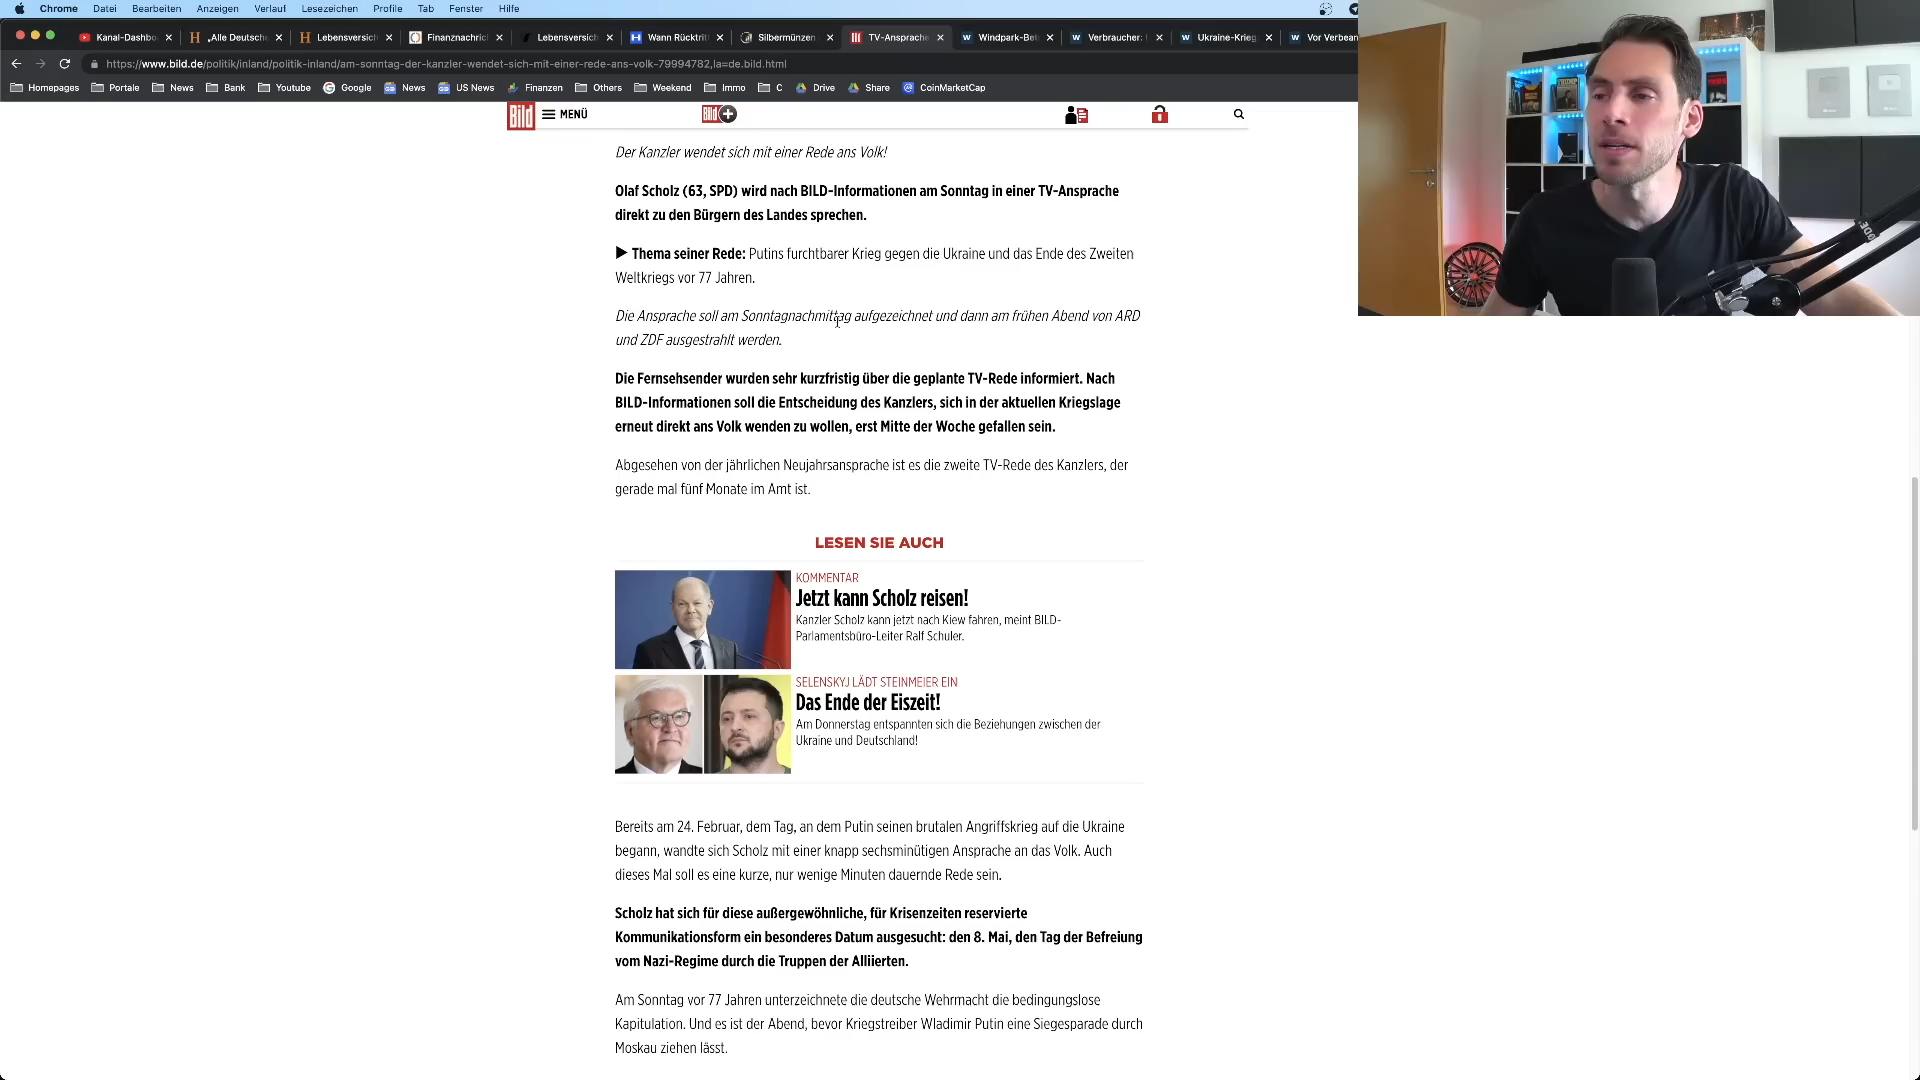 Chrome Datei Bearbeiten Anzeigen Verlauf Lesezeichen Profile Tab Fenster Hilfe
Kanal-Dashbo „Alle Deutsche Lebensversich Finanznachric Lebensversich Wann Rücktrit Silbermünzen TV-Ansprache Windpark-Bet Verbraucher: Ukraine-Krieg Vor Verbean
https://www.bild.de/politik/inland/politik-inland/am-sonntag-der-kanzler-wendet-sich-mit-einer-rede-ans-volk-79994782,la=de.bild.html
Homepages Portale News Bank Youtube Google News US News Finanzen Others Weekend Immo C Drive Share CoinMarketCap
Bild MENÜ Bild+
Der Kanzler wendet sich mit einer Rede ans Volk!
Olaf Scholz (63, SPD) wird nach BILD-Informationen am Sonntag in einer TV-Ansprache
direkt zu den Bürgern des Landes sprechen.
▶ Thema seiner Rede: Putins furchtbarer Krieg gegen die Ukraine und das Ende des Zweiten
Weltkriegs vor 77 Jahren.
Die Ansprache soll am Sonntagnachmittag aufgezeichnet und dann am frühen Abend von ARD
und ZDF ausgestrahlt werden.
Die Fernsehsender wurden sehr kurzfristig über die geplante TV-Rede informiert. Nach
BILD-Informationen soll die Entscheidung des Kanzlers, sich in der aktuellen Kriegslage
erneut direkt ans Volk wenden zu wollen, erst Mitte der Woche gefallen sein.
Abgesehen von der jährlichen Neujahrsansprache ist es die zweite TV-Rede des Kanzlers, der
gerade mal fünf Monate im Amt ist.
LESEN SIE AUCH
KOMMENTAR
Jetzt kann Scholz reisen!
Kanzler Scholz kann jetzt nach Kiew fahren, meint BILD-
Parlamentsbüro-Leiter Ralf Schuler.
SELENSKYJ LÄDT STEINMEIER EIN
Das Ende der Eiszeit!
Am Donnerstag entspannten sich die Beziehungen zwischen der
Ukraine und Deutschland!
Bereits am 24. Februar, dem Tag, an dem Putin seinen brutalen Angriffskrieg auf die Ukraine
begann, wandte sich Scholz mit einer knapp sechsminütigen Ansprache an das Volk. Auch
dieses Mal soll es eine kurze, nur wenige Minuten dauernde Rede sein.
Scholz hat sich für diese außergewöhnliche, für Krisenzeiten reservierte
Kommunikationsform ein besonderes Datum ausgesucht: den 8. Mai, den Tag der Befreiung
vom Nazi-Regime durch die Truppen der Alliierten.
Am Sonntag vor 77 Jahren unterzeichnete die deutsche Wehrmacht die bedingungslose
Kapitulation. Und es ist der Abend, bevor Kriegstreiber Wladimir Putin eine Siegesparade durch
Moskau ziehen lässt.